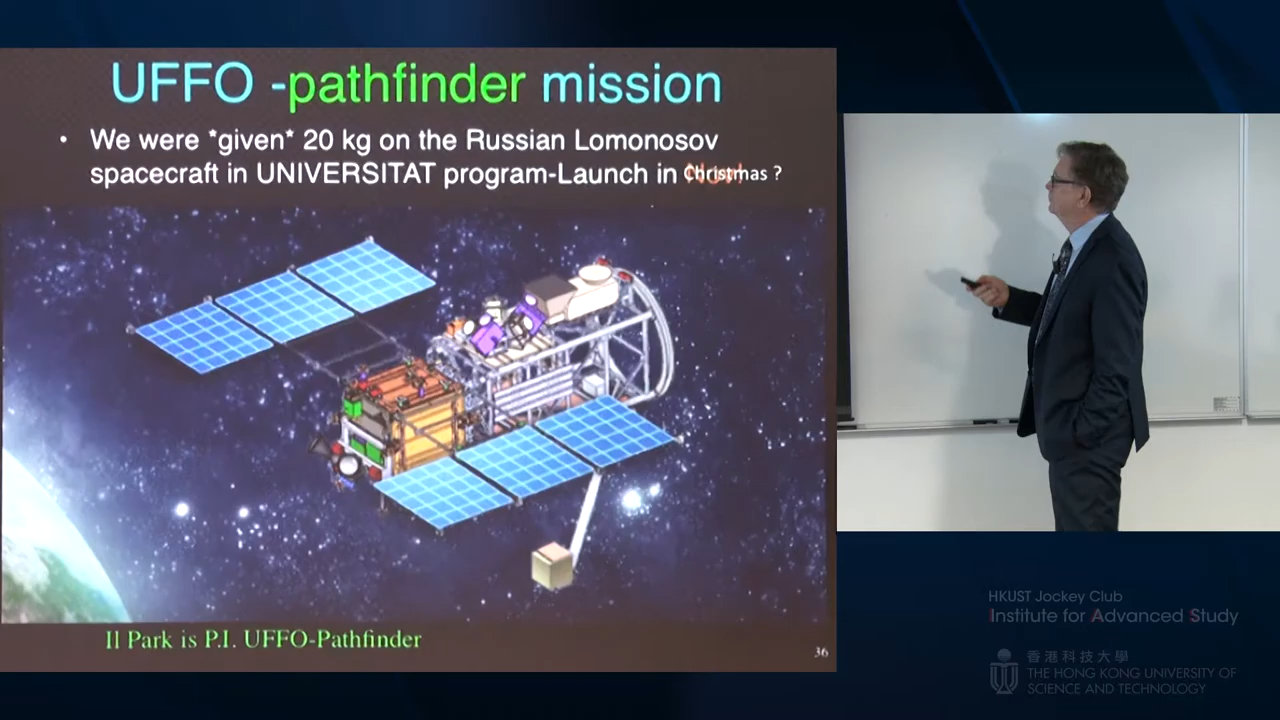 UFFO -pathfinder mission
• We were *given* 20 kg on the Russian Lomonosov
spacecraft in UNIVERSITAT program-Launch in Christmas ?
Il Park is P.I. UFFO-Pathfinder
36
HKUST Jockey Club
Institute for Advanced Study
香港科技大學
THE HONG KONG UNIVERSITY OF
SCIENCE AND TECHNOLOGY